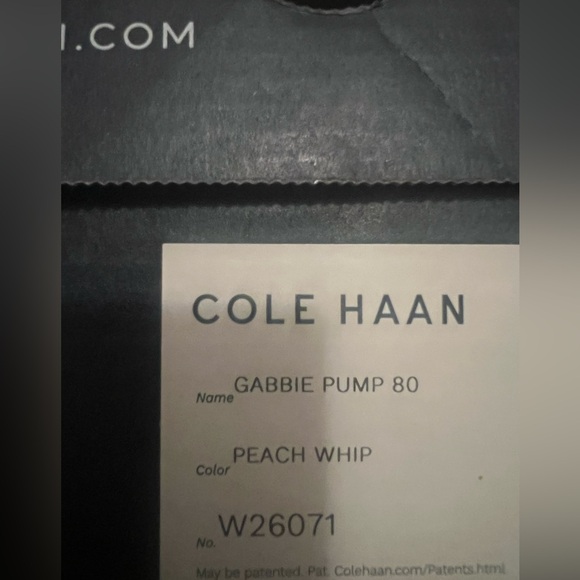 .COM
COLE HAAN
Name GABBIE PUMP 80
Color PEACH WHIP
No. W26071
May be patented. Pat. Colehaan.com/Patents.html